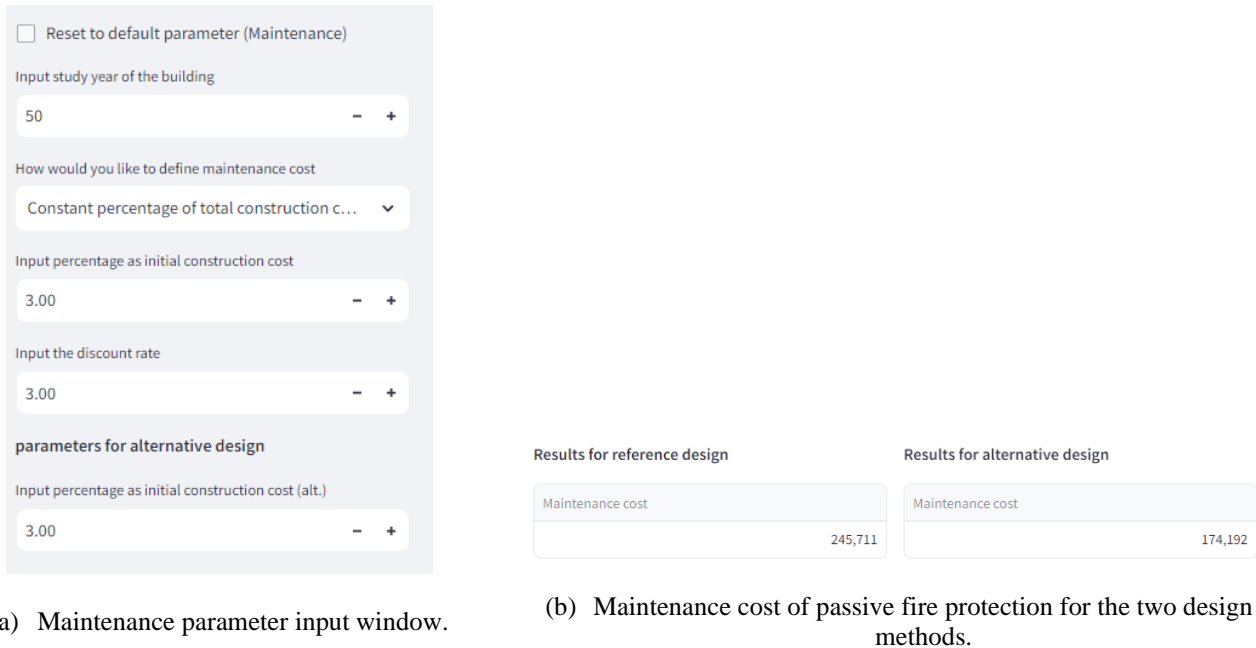 Reset to default parameter (Maintenance)
Input study year of the building
50 - +
How would you like to define maintenance cost
Constant percentage of total construction c...
Input percentage as initial construction cost
3.00 - +
Input the discount rate
3.00 - +
parameters for alternative design
Input percentage as initial construction cost (alt.)
3.00 - +
a) Maintenance parameter input window.
Results for reference design
Maintenance cost
245,711
Results for alternative design
Maintenance cost
174,192
(b) Maintenance cost of passive fire protection for the two design
methods.